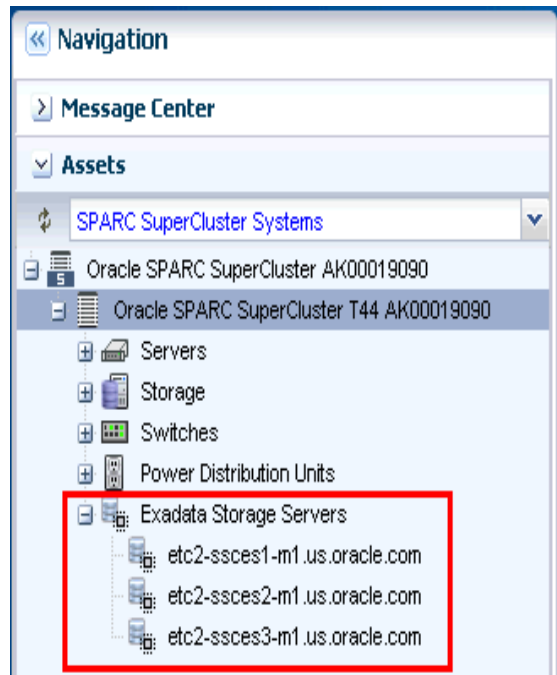 Navigation
Message Center
Assets
SPARC SuperCluster Systems
Oracle SPARC SuperCluster AK00019090
S
Oracle SPARC SuperCluster T44 AK00019090
Servers
Storage
Switches
Power Distribution Units
Exadata Storage Servers
etc2-ssces1-m1.us.oracle.com
etc2-ssces2-m1.us.oracle.com
etc2-ssces3-m1.us.oracle.com